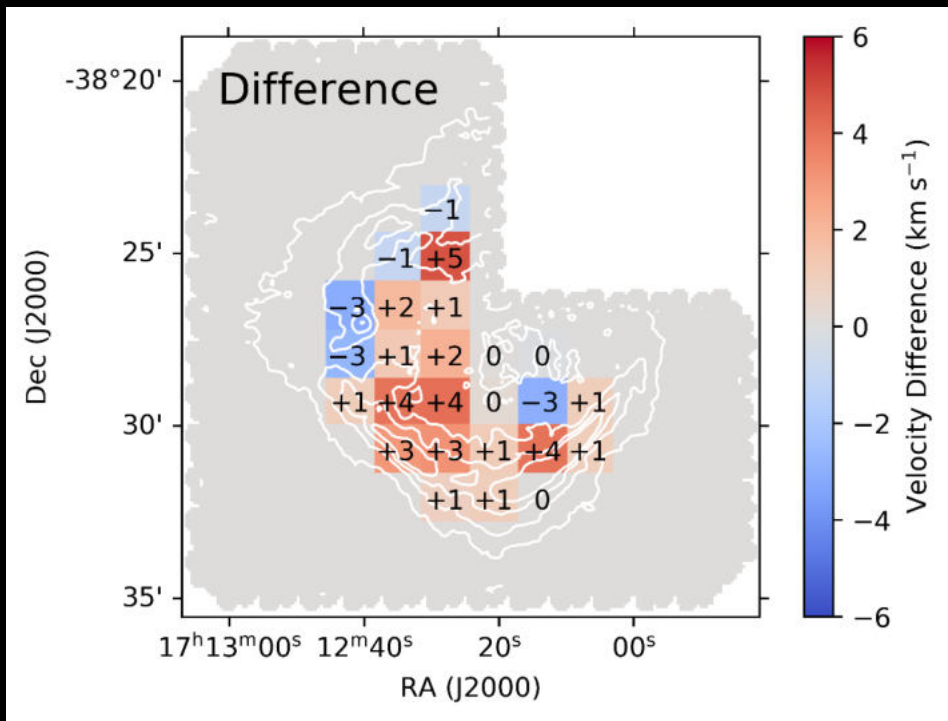 Difference
-38°20'
25'
30'
35'
Dec (J2000)
−1
−1 +5
−3 +2 +1
−3 +1 +2 0 0
+1 +4 +4 0 −3 +1
+3 +3 +1 +4 +1
+1 +1 0
17ʰ13ᵐ00ˢ 12ᵐ40ˢ 20ˢ 00ˢ
RA (J2000)
6
4
2
0
−2
−4
−6
Velocity Difference (km s⁻¹)